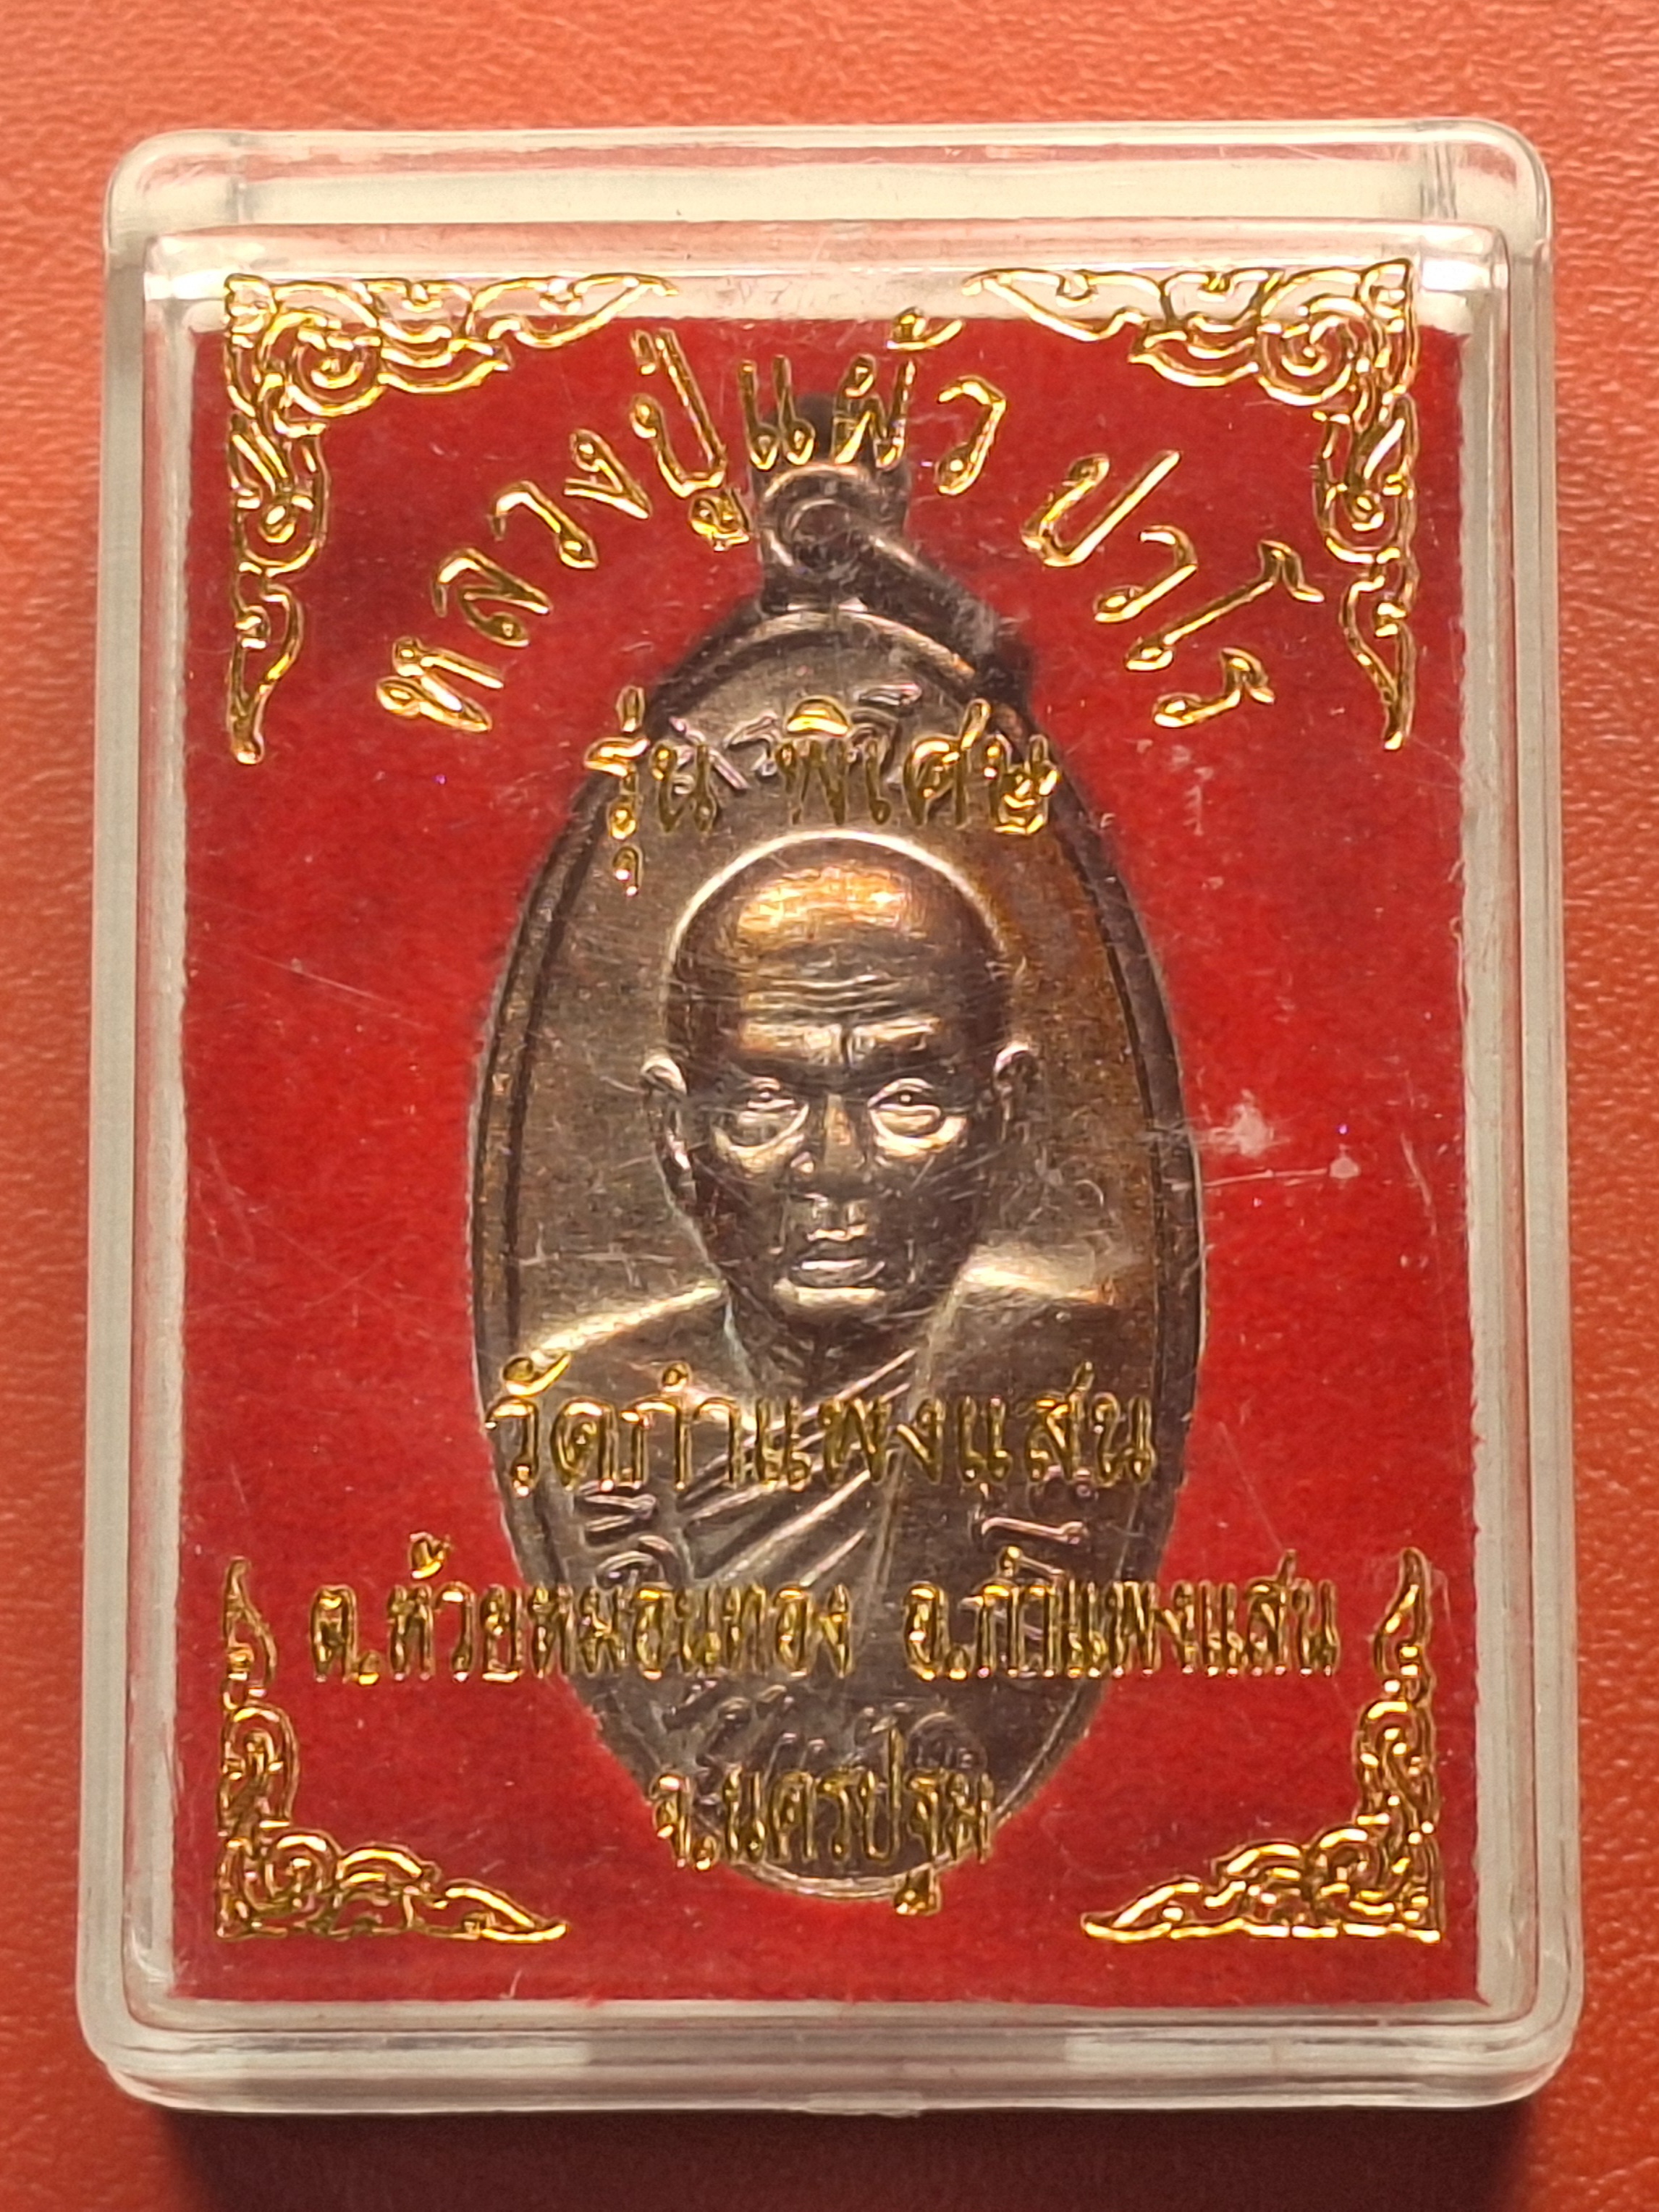 หลวงปู่แผ้ว ปวโร
รุ่น พิเศษ
วัดกำแพงแสน
ต.ห้วยหมอนทอง อ.กำแพงแสน
จ.นครปฐม